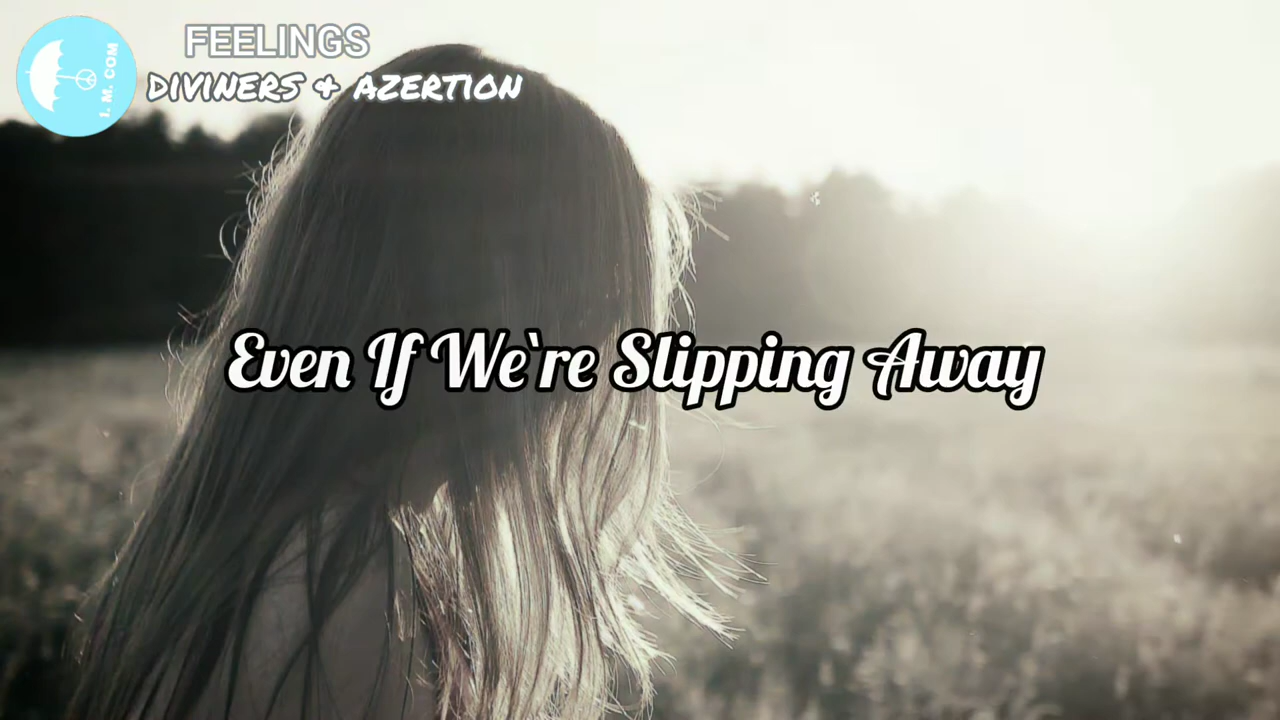 FEELINGS
DIVINERS & AZERTION
I. M. COM
Even If We`re Slipping Away